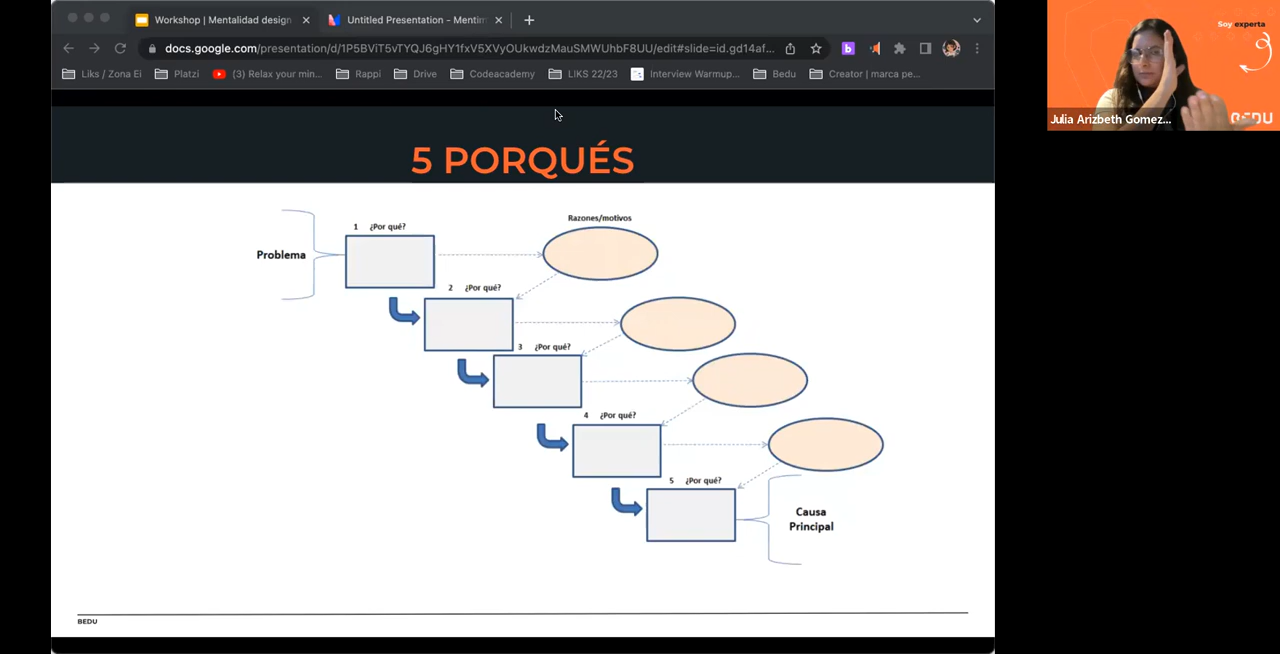 Workshop | Mentalidad design
Untitled Presentation - Mentim
docs.google.com/presentation/d/1P5BViT5vTYQJ6gHY1fxV5XVyOUkwdzMauSMWUhbF8UU/edit#slide=id.gd14af...
Liks / Zona Ei
Platzi
(3) Relax your min...
Rappi
Drive
Codeacademy
LIKS 22/23
Interview Warmup...
Bedu
Creator | marca pe...
Soy experta
BEDU
Julia Arizbeth Gomez...
5 PORQUÉS
Razones/motivos
1 ¿Por qué?
Problema
2 ¿Por qué?
3 ¿Por qué?
4 ¿Por qué?
5 ¿Por qué?
Causa
Principal
BEDU